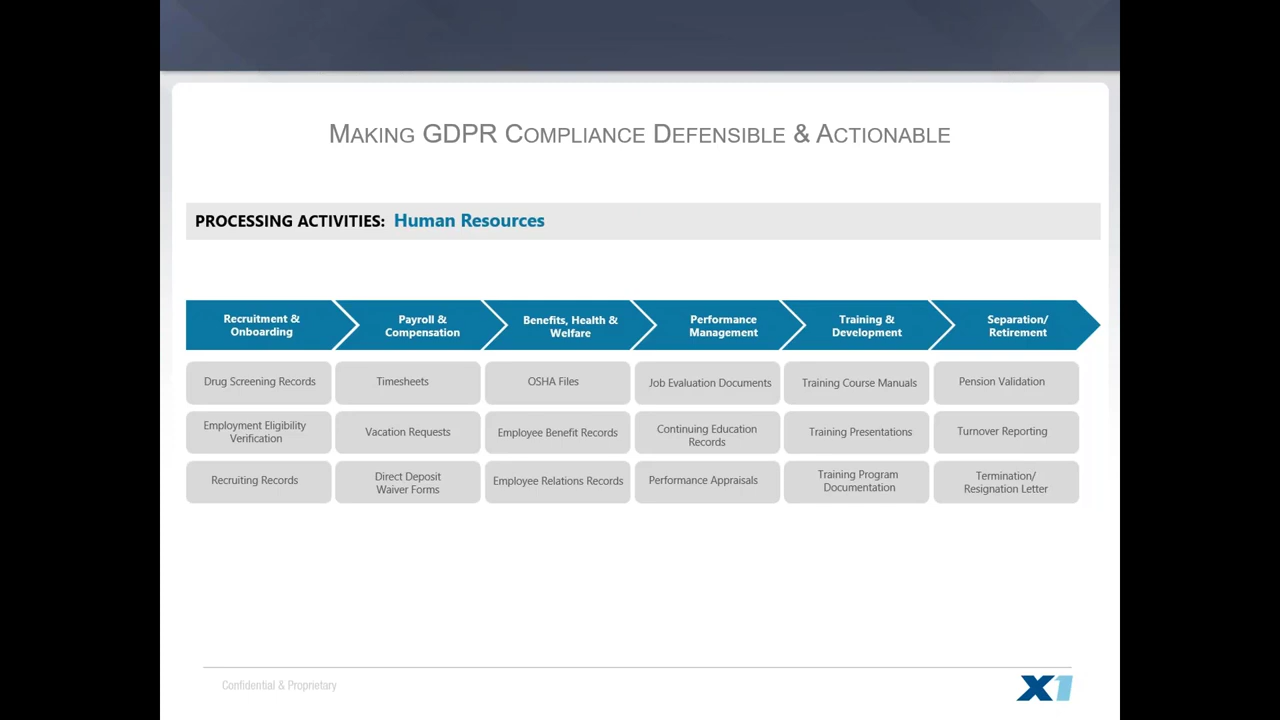 MAKING GDPR COMPLIANCE DEFENSIBLE & ACTIONABLE
PROCESSING ACTIVITIES: Human Resources
Recruitment &
Onboarding
Payroll &
Compensation
Benefits, Health &
Welfare
Performance
Management
Training &
Development
Separation/
Retirement
Drug Screening Records
Timesheets
OSHA Files
Job Evaluation Documents
Training Course Manuals
Pension Validation
Employment Eligibility
Verification
Vacation Requests
Employee Benefit Records
Continuing Education
Records
Training Presentations
Turnover Reporting
Recruiting Records
Direct Deposit
Waiver Forms
Employee Relations Records
Performance Appraisals
Training Program
Documentation
Termination/
Resignation Letter
Confidential & Proprietary
X1